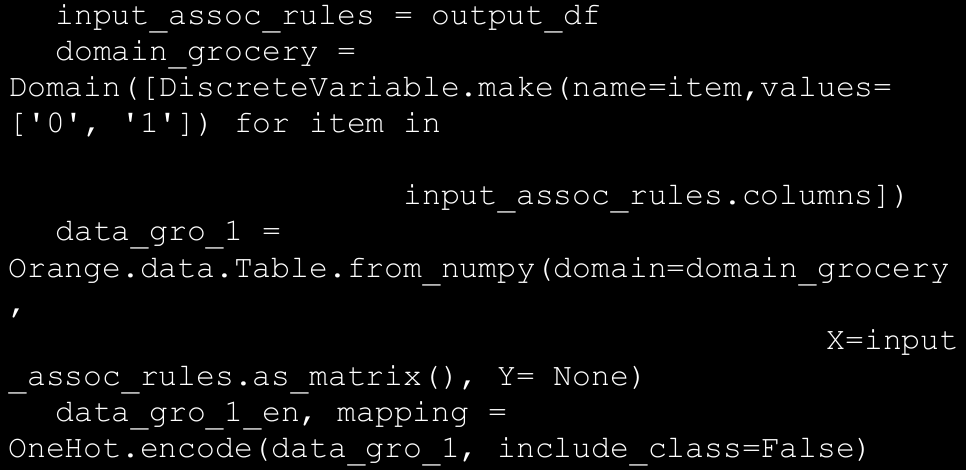 input_assoc_rules = output_df
domain_grocery =
Domain([DiscreteVariable.make(name=item,values=
['0', '1']) for item in
input_assoc_rules.columns])
data_gro_1 =
Orange.data.Table.from_numpy(domain=domain_grocery
,
X=input
_assoc_rules.as_matrix(), Y= None)
data_gro_1_en, mapping =
OneHot.encode(data_gro_1, include_class=False)